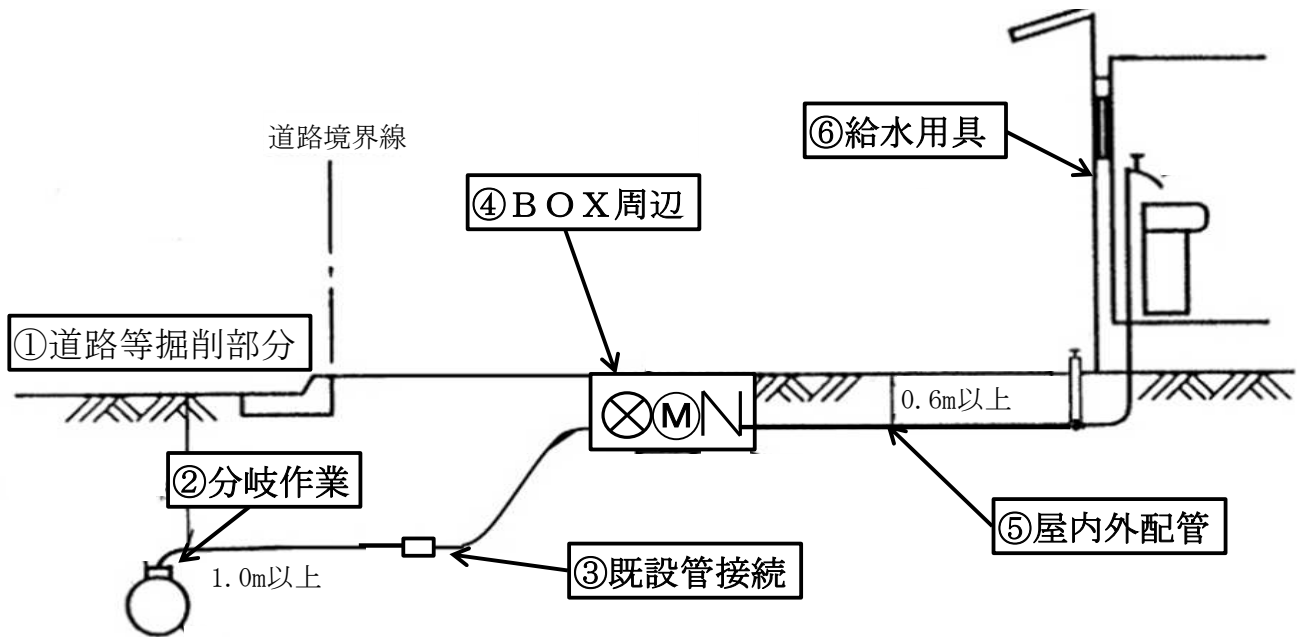 道路境界線
⑥給水用具
④BOX周辺
①道路等掘削部分
M
0.6m以上
②分岐作業
⑤屋内外配管
1.0m以上
③既設管接続